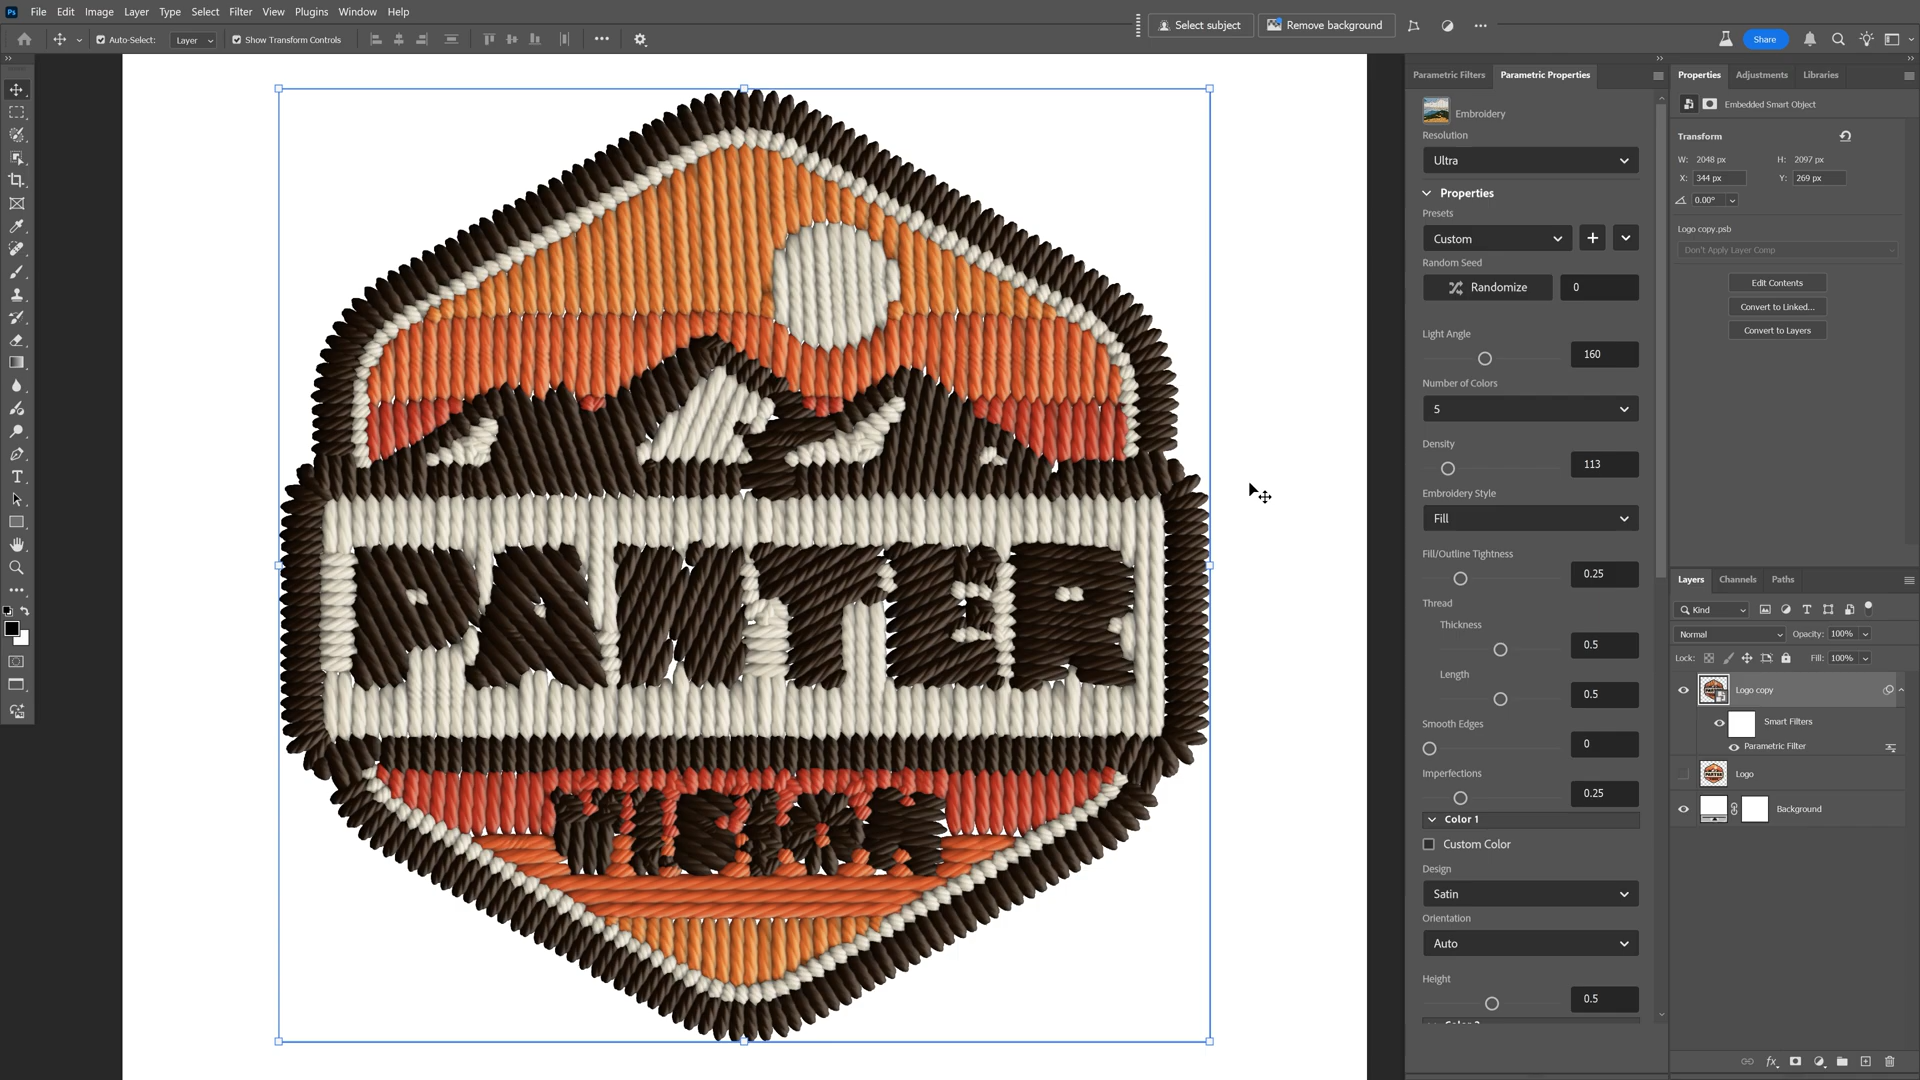 Ps File Edit Image Layer Type Select Filter View Plugins Window Help
Select subject Remove background
Auto-Select: Layer Show Transform Controls Share
Parametric Filters Parametric Properties
Embroidery
Resolution
Ultra
Properties
Presets
Custom
Random Seed
Randomize 0
Light Angle
160
Number of Colors
5
Density
113
Embroidery Style
Fill
Fill/Outline Tightness
0.25
Thread
Thickness
0.5
Length
0.5
Smooth Edges
0
Imperfections
0.25
Color 1
Custom Color
Design
Satin
Orientation
Auto
Height
0.5
Properties Adjustments Libraries
Embedded Smart Object
Transform
W: 2048 px H: 2097 px
X: 344 px Y: 269 px
0.00°
Logo copy.psb
Don't Apply Layer Comp
Edit Contents
Convert to Linked...
Convert to Layers
Layers Channels Paths
Kind
Normal Opacity: 100%
Lock: Fill: 100%
Logo copy
Smart Filters
Parametric Filter
Logo
Background
PAНTER